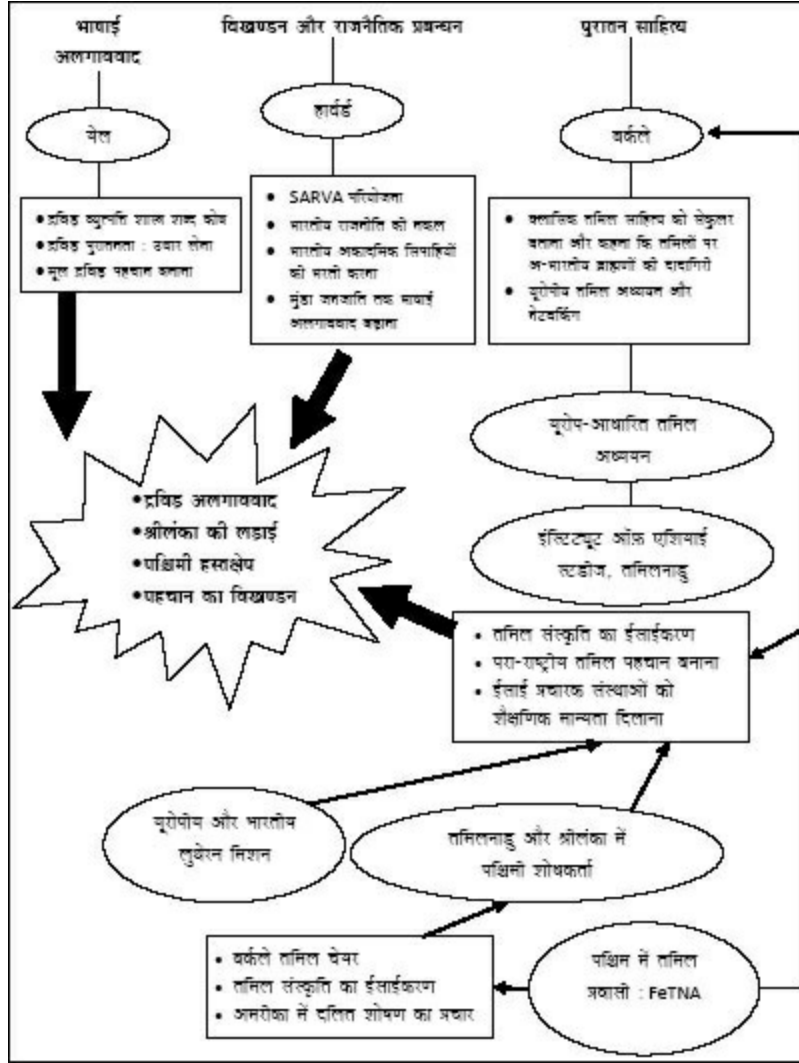 भाषाई
अलगाववाद
येल
• द्रविड़ व्युत्पत्ति शास्त्र शब्द कोष
• द्रविड़ पुरातनता : उधार लेना
• मूल द्रविड़ पहचान बनाना
विखण्डन और राजनैतिक प्रबन्धन
हार्वर्ड
• SARVA परियोजना
• भारतीय राजनीति की नकल
• भारतीय अकादमिक सिपाहियों
की भरती करना
• मुंडा जनजाति तक भाषाई
अलगाववाद बढ़ाना
पुरातन साहित्य
बर्कले
• क्लासिक तमिल साहित्य को सेकुलर
बताना और कहना कि तमिलों पर
अ-भारतीय ब्राह्मणों की दादागिरी
• यूरोपीय तमिल अध्ययन और
नेटवर्किंग
यूरोप-आधारित तमिल
अध्ययन
इंस्टिट्यूट ऑफ़ एशियाई
स्टडीज, तमिलनाडु
• द्रविड़ अलगाववाद
• श्रीलंका की लडाई
• पश्चिमी हस्तक्षेप
• पहचान का विखण्डन
• तमिल संस्कृति का ईसाईकरण
• परा-राष्ट्रीय तमिल पहचान बनाना
• ईसाई प्रचारक संस्थाओं को
शैक्षणिक मान्यता दिलाना
यूरोपीय और भारतीय
लुथेरन मिशन
तमिलनाडु और श्रीलंका में
पश्चिमी शोधकर्ता
• बर्कले तमिल चेयर
• तमिल संस्कृति का ईसाईकरण
• अमरीका में दलित शोषण का प्रचार
पश्चिम में तमिल
प्रवासी : FeTNA